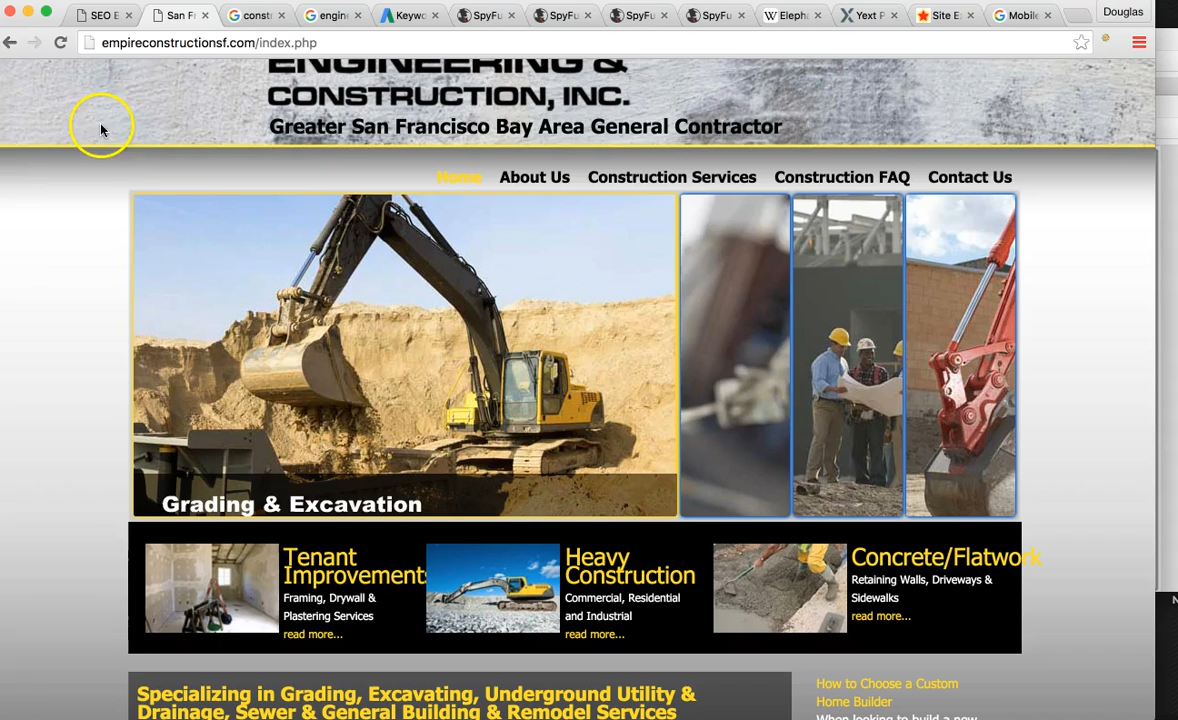 SEO E
San F
constr
engine
Keywo
SpyFu
SpyFu
SpyFu
SpyFu
Eleph
Yext P
Site E
Mobile
Douglas
empireconstructionsf.com/index.php
ENGINEERING &
CONSTRUCTION, INC.
Greater San Francisco Bay Area General Contractor
Home About Us Construction Services Construction FAQ Contact Us
Grading & Excavation
Tenant
Improvements
Framing, Drywall &
Plastering Services
read more...
Heavy
Construction
Commercial, Residential
and Industrial
read more...
Concrete/Flatwork
Retaining Walls, Driveways &
Sidewalks
read more...
Specializing in Grading, Excavating, Underground Utility &
Drainage, Sewer & General Building & Remodel Services
How to Choose a Custom
Home Builder
When looking to build a new